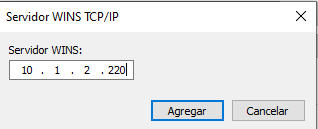 Servidor WINS TCP/IP
Servidor WINS:
10 . 1 . 2 . 220
Agregar Cancelar